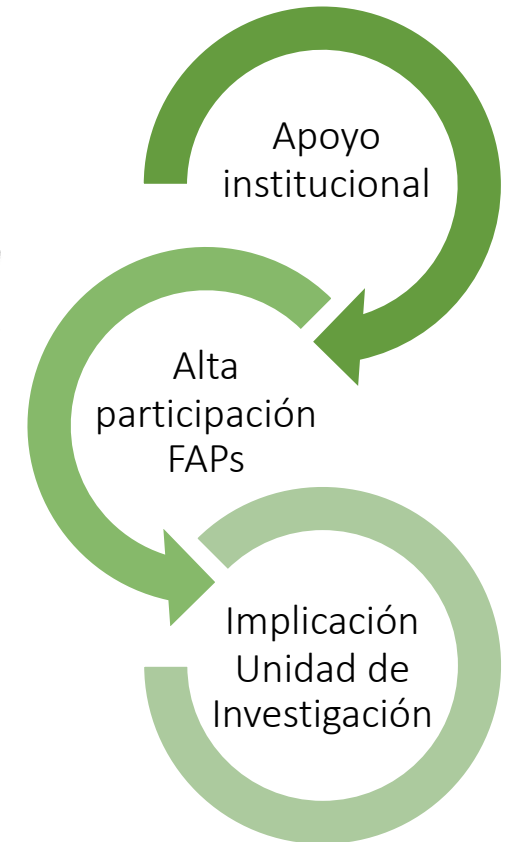 Apoyo
institucional
Alta
participación
FAPs
Implicación
Unidad de
Investigación